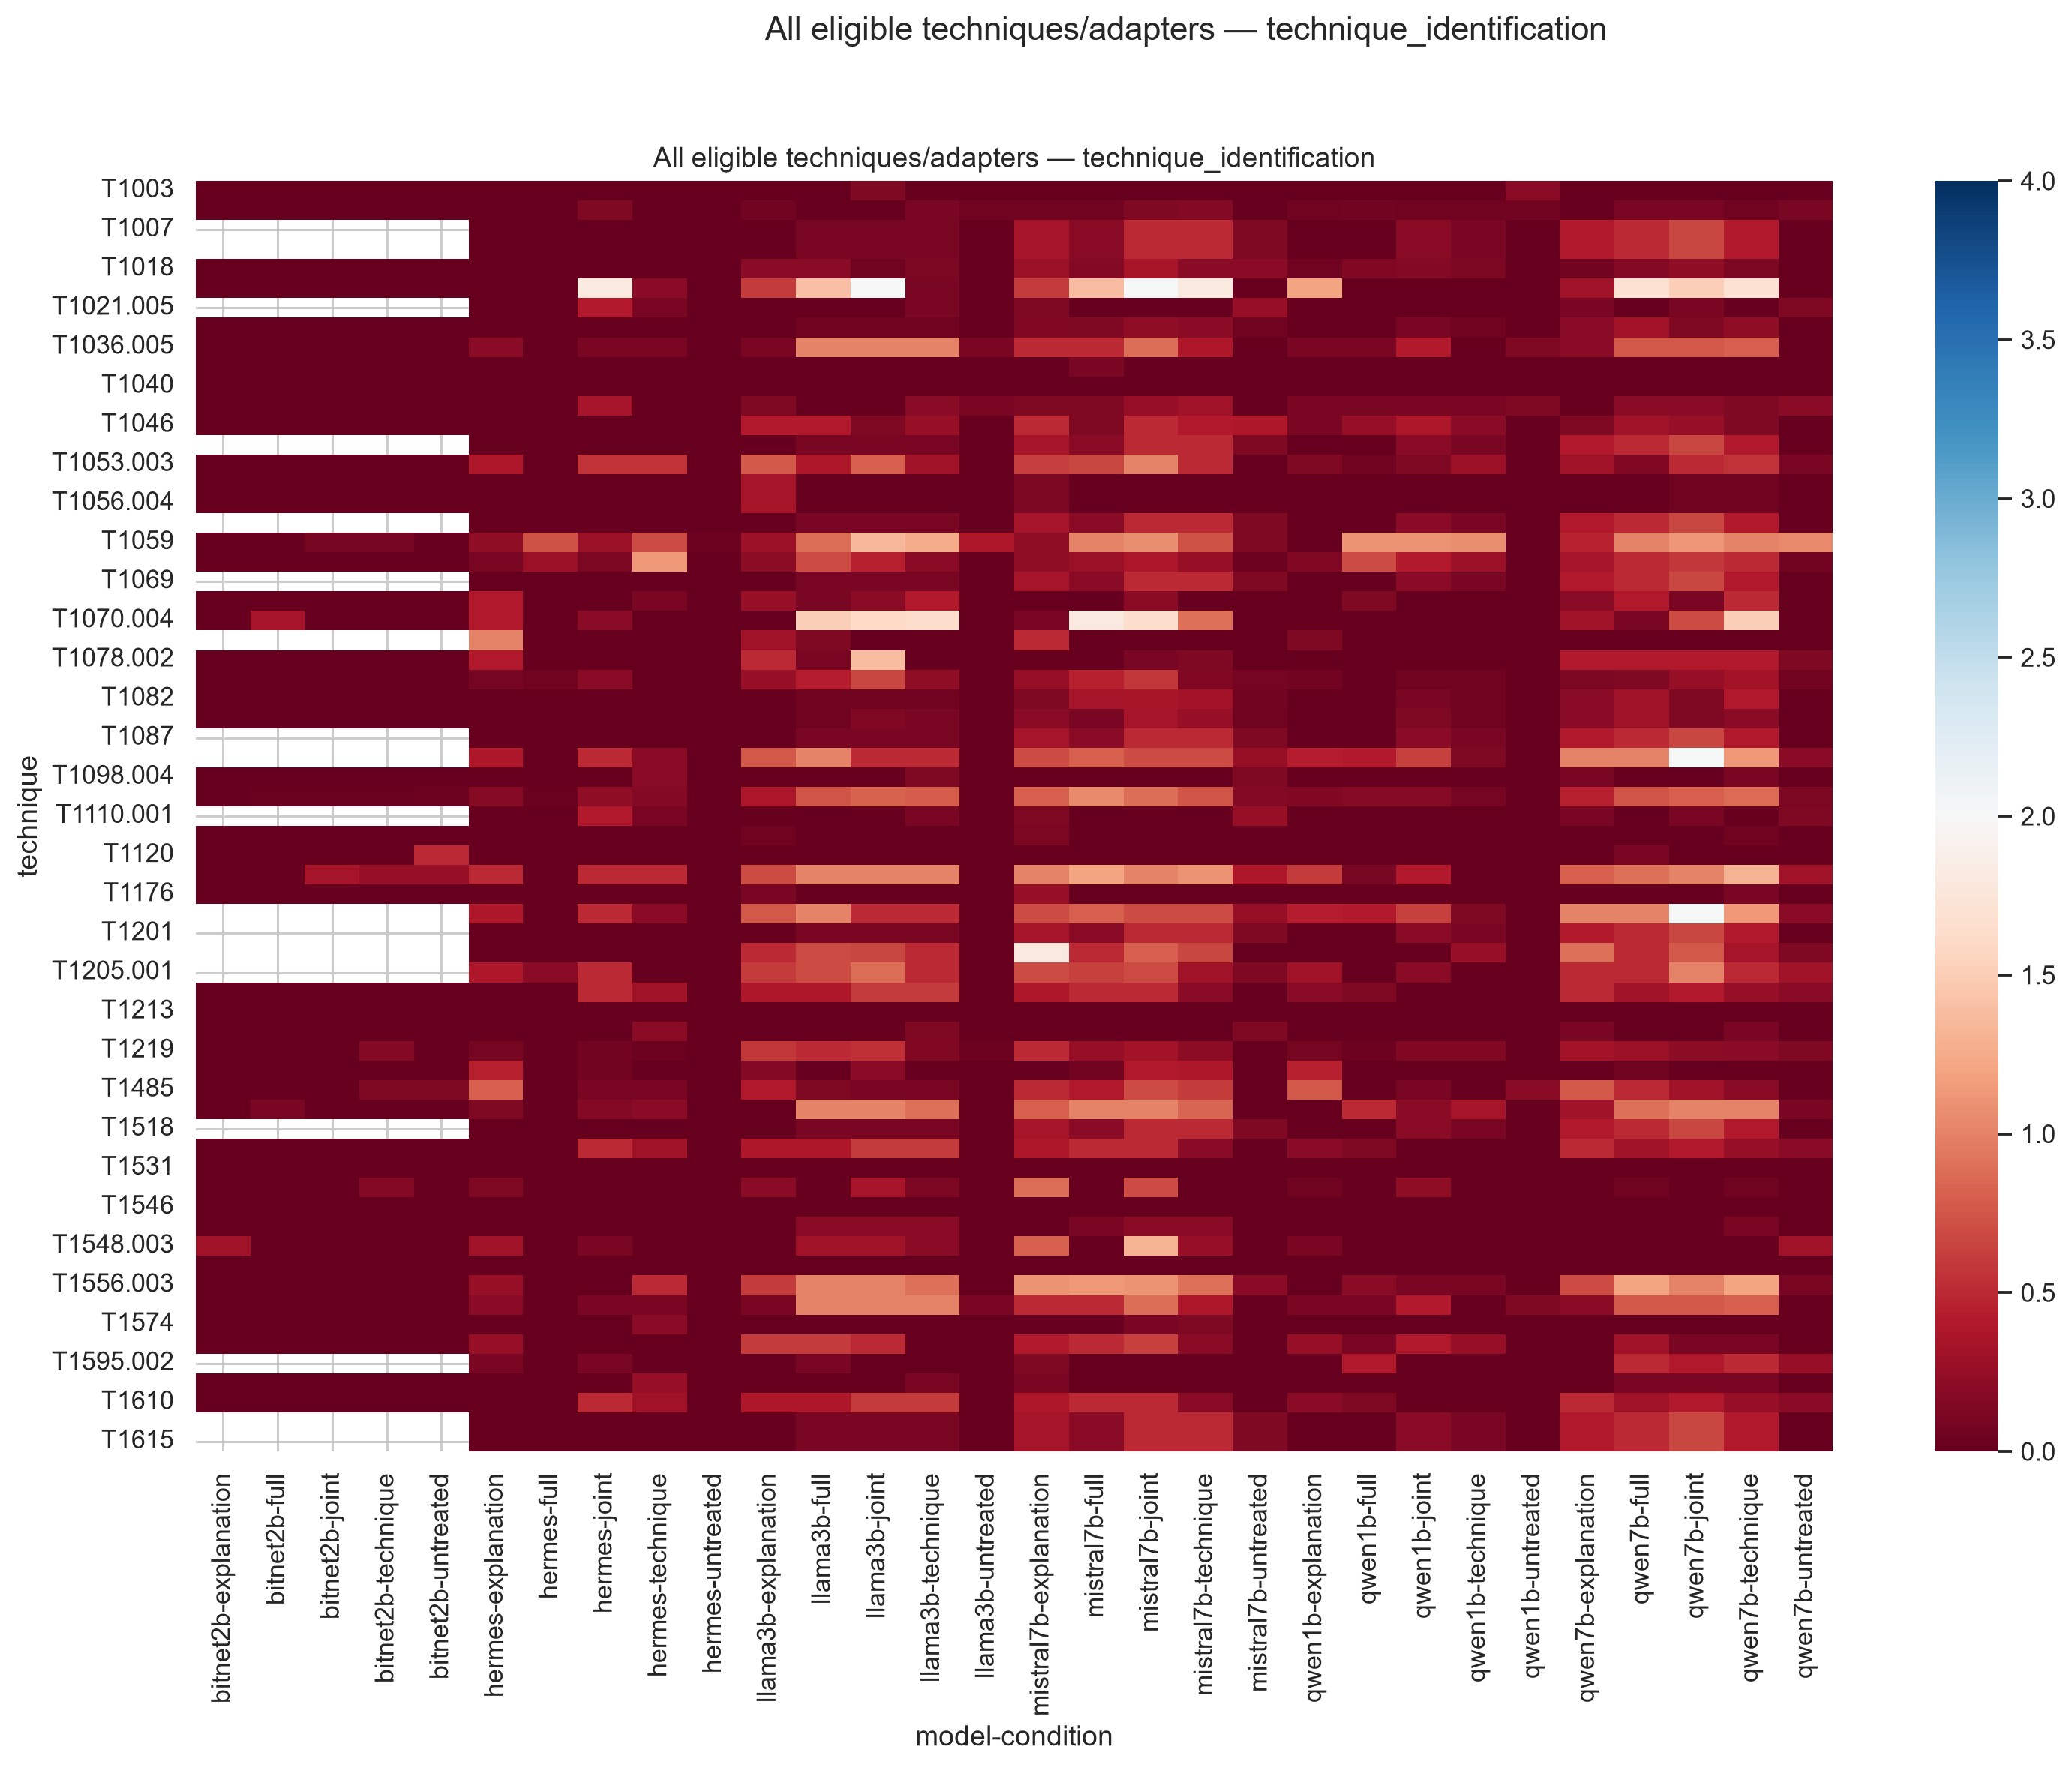 All eligible techniques/adapters — technique_identification
All eligible techniques/adapters — technique_identification
technique
T1003
T1007
T1018
T1021.005
T1036.005
T1040
T1046
T1053.003
T1056.004
T1059
T1069
T1070.004
T1078.002
T1082
T1087
T1098.004
T1110.001
T1120
T1176
T1201
T1205.001
T1213
T1219
T1485
T1518
T1531
T1546
T1548.003
T1556.003
T1574
T1595.002
T1610
T1615
bitnet2b-explanation
bitnet2b-full
bitnet2b-joint
bitnet2b-technique
bitnet2b-untreated
hermes-explanation
hermes-full
hermes-joint
hermes-technique
hermes-untreated
llama3b-explanation
llama3b-full
llama3b-joint
llama3b-technique
llama3b-untreated
mistral7b-explanation
mistral7b-full
mistral7b-joint
mistral7b-technique
mistral7b-untreated
qwen1b-explanation
qwen1b-full
qwen1b-joint
qwen1b-technique
qwen1b-untreated
qwen7b-explanation
qwen7b-full
qwen7b-joint
qwen7b-technique
qwen7b-untreated
model-condition
4.0
3.5
3.0
2.5
2.0
1.5
1.0
0.5
0.0